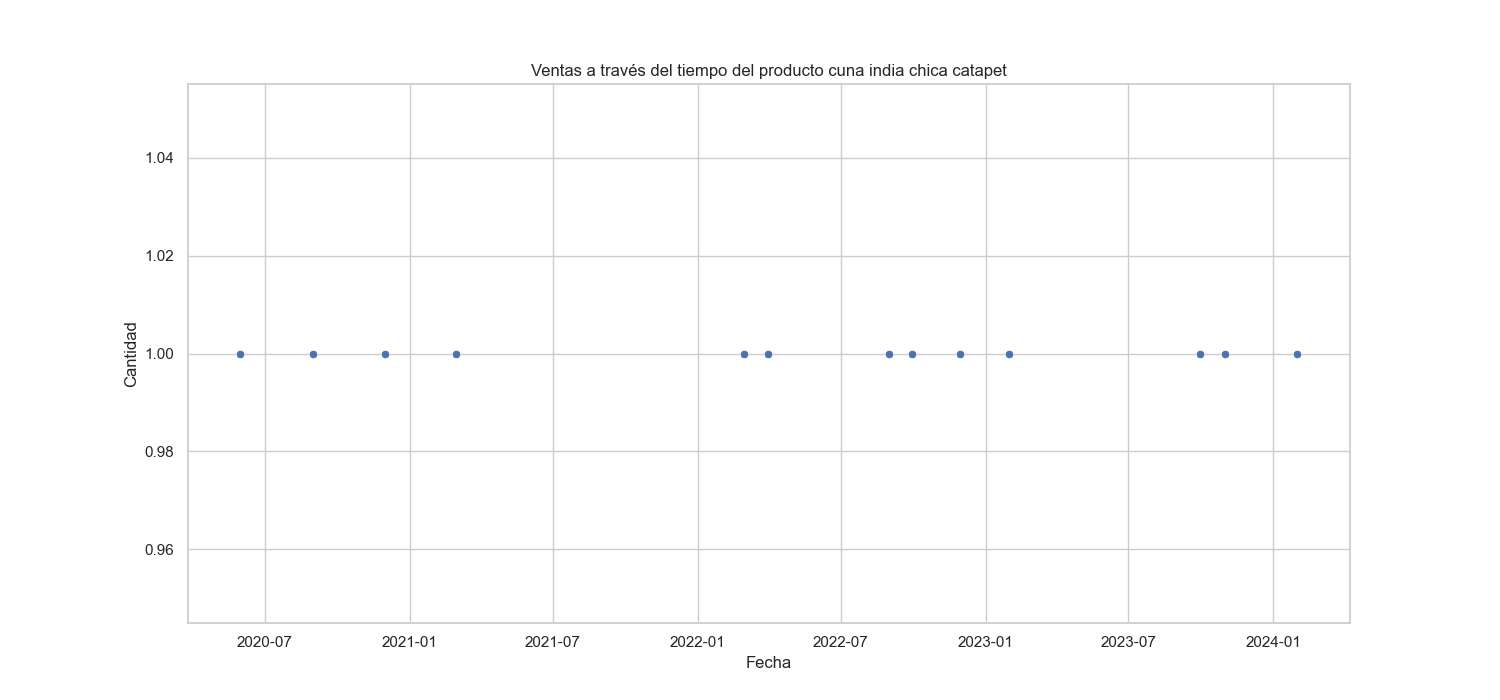 Ventas a través del tiempo del producto cuna india chica catapet
1.04
1.02
1.00
0.98
0.96
Cantidad
2020-07 2021-01 2021-07 2022-01 2022-07 2023-01 2023-07 2024-01
Fecha